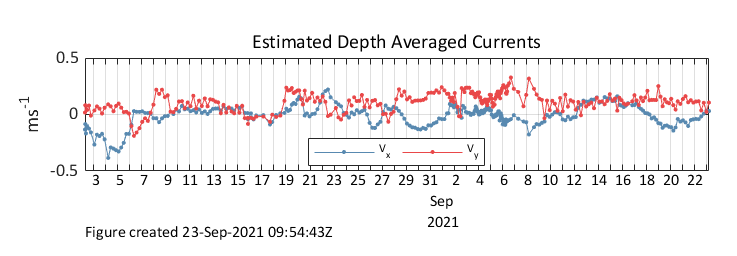 Estimated Depth Averaged Currents
0.5
0
-0.5
ms-1
Vx Vy
3 5 7 9 11 13 15 17 19 21 23 25 27 29 31 2 4 6 8 10 12 14 16 18 20 22
Sep
2021
Figure created 23-Sep-2021 09:54:43Z